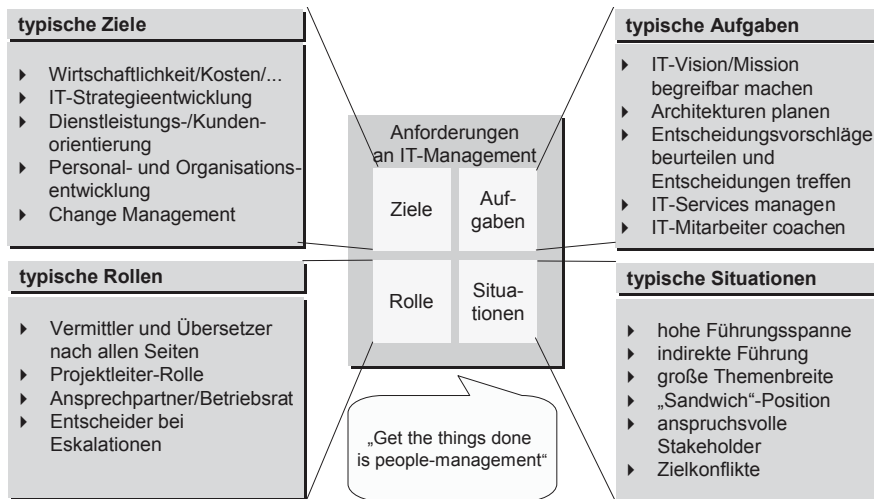 typische Ziele
Wirtschaftlichkeit/Kosten/...
IT-Strategieentwicklung
Dienstleistungs-/Kunden-
orientierung
Personal- und Organisations-
entwicklung
Change Management
typische Aufgaben
IT-Vision/Mission
begreifbar machen
Architekturen planen
Entscheidungsvorschläge
beurteilen und
Entscheidungen treffen
IT-Services managen
IT-Mitarbeiter coachen
Anforderungen
an IT-Management
Ziele
Auf-
gaben
Rolle
Situa-
tionen
typische Rollen
Vermittler und Übersetzer
nach allen Seiten
Projektleiter-Rolle
Ansprechpartner/Betriebsrat
Entscheider bei
Eskalationen
typische Situationen
hohe Führungsspanne
indirekte Führung
große Themenbreite
„Sandwich“-Position
anspruchsvolle
Stakeholder
Zielkonflikte
„Get the things done
is people-management“